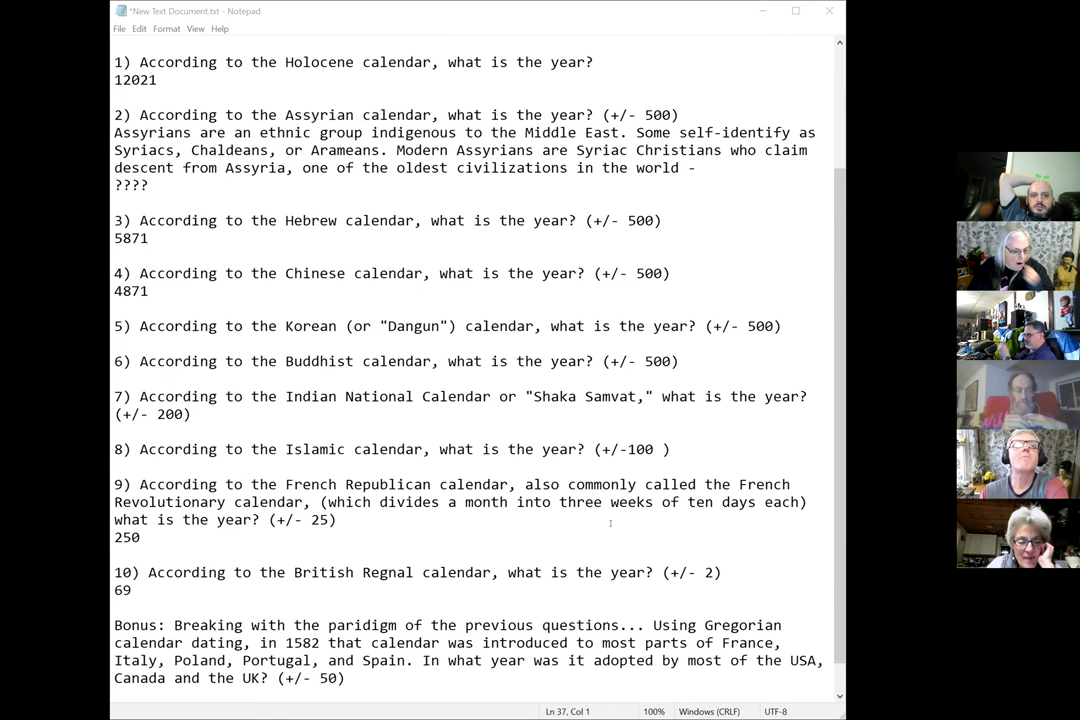 *New Text Document.txt - Notepad
File Edit Format View Help
1) According to the Holocene calendar, what is the year?
12021
2) According to the Assyrian calendar, what is the year? (+/- 500)
Assyrians are an ethnic group indigenous to the Middle East. Some self-identify as
Syriacs, Chaldeans, or Arameans. Modern Assyrians are Syriac Christians who claim
descent from Assyria, one of the oldest civilizations in the world -
????
3) According to the Hebrew calendar, what is the year? (+/- 500)
5871
4) According to the Chinese calendar, what is the year? (+/- 500)
4871
5) According to the Korean (or "Dangun") calendar, what is the year? (+/- 500)
6) According to the Buddhist calendar, what is the year? (+/- 500)
7) According to the Indian National Calendar or "Shaka Samvat," what is the year?
(+/- 200)
8) According to the Islamic calendar, what is the year? (+/-100 )
9) According to the French Republican calendar, also commonly called the French
Revolutionary calendar, (which divides a month into three weeks of ten days each)
what is the year? (+/- 25)
250
10) According to the British Regnal calendar, what is the year? (+/- 2)
69
Bonus: Breaking with the paridigm of the previous questions... Using Gregorian
calendar dating, in 1582 that calendar was introduced to most parts of France,
Italy, Poland, Portugal, and Spain. In what year was it adopted by most of the USA,
Canada and the UK? (+/- 50)
Ln 37, Col 1 100% Windows (CRLF) UTF-8